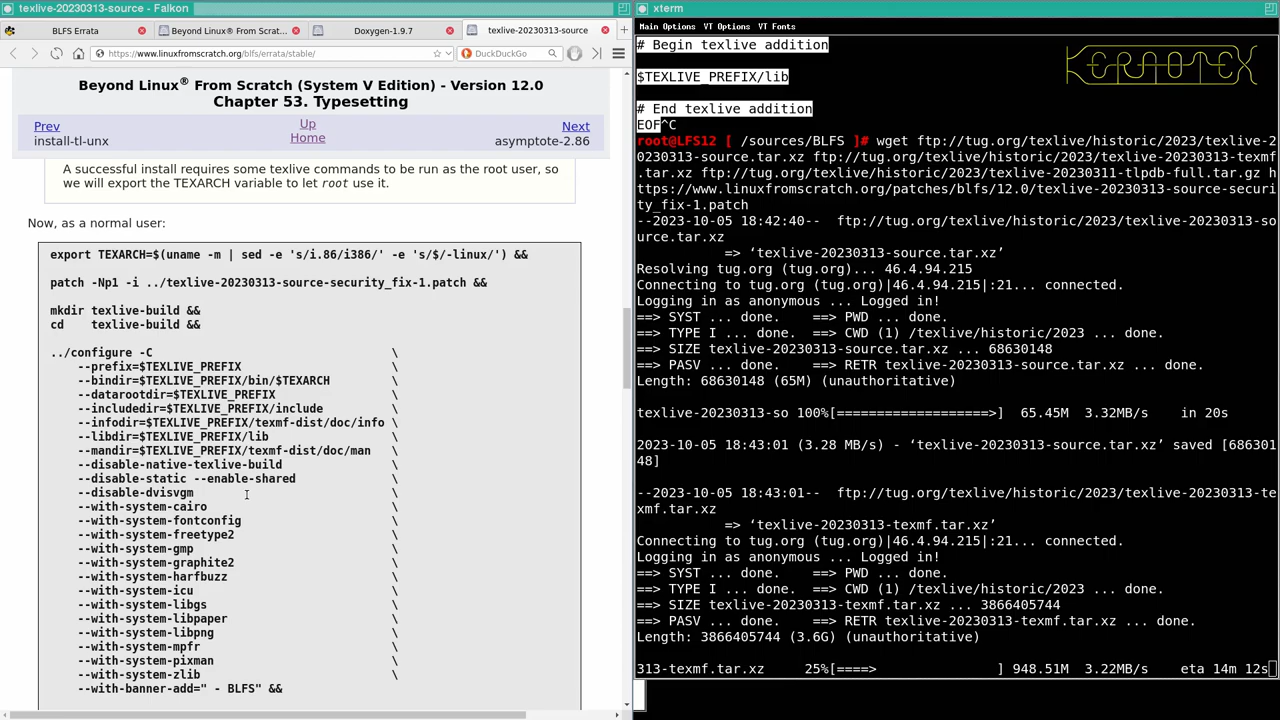 texlive-20230313-source - Falkon
BLFS Errata
Beyond Linux® From Scrat...
Doxygen-1.9.7
texlive-20230313-source
https://www.linuxfromscratch.org/blfs/errata/stable/
DuckDuckGo
Beyond Linux® From Scratch (System V Edition) - Version 12.0
Chapter 53. Typesetting
Prev
Up
Next
install-tl-unx
Home
asymptote-2.86
A successful install requires some texlive commands to be run as the root user, so
we will export the TEXARCH variable to let root use it.
Now, as a normal user:
export TEXARCH=$(uname -m | sed -e 's/i.86/i386/' -e 's/$/-linux/') &&
patch -Np1 -i ../texlive-20230313-source-security_fix-1.patch &&
mkdir texlive-build &&
cd    texlive-build &&
../configure -C                                  \
    --prefix=$TEXLIVE_PREFIX                     \
    --bindir=$TEXLIVE_PREFIX/bin/$TEXARCH        \
    --datarootdir=$TEXLIVE_PREFIX                \
    --includedir=$TEXLIVE_PREFIX/include         \
    --infodir=$TEXLIVE_PREFIX/texmf-dist/doc/info \
    --libdir=$TEXLIVE_PREFIX/lib                 \
    --mandir=$TEXLIVE_PREFIX/texmf-dist/doc/man  \
    --disable-native-texlive-build               \
    --disable-static --enable-shared             \
    --disable-dvisvgm                            \
    --with-system-cairo                          \
    --with-system-fontconfig                     \
    --with-system-freetype2                      \
    --with-system-gmp                            \
    --with-system-graphite2                      \
    --with-system-harfbuzz                       \
    --with-system-icu                            \
    --with-system-libgs                          \
    --with-system-libpaper                       \
    --with-system-libpng                         \
    --with-system-mpfr                           \
    --with-system-pixman                         \
    --with-system-zlib                           \
    --with-banner-add=" - BLFS" &&
xterm
Main Options  VT Options  VT Fonts
KERNOTEX
# Begin texlive addition
$TEXLIVE_PREFIX/lib
# End texlive addition
EOF^C
root@LFS12 [ /sources/BLFS ]# wget ftp://tug.org/texlive/historic/2023/texlive-2
0230313-source.tar.xz ftp://tug.org/texlive/historic/2023/texlive-20230313-texmf
.tar.xz ftp://tug.org/texlive/historic/2023/texlive-20230311-tlpdb-full.tar.gz h
ttps://www.linuxfromscratch.org/patches/blfs/12.0/texlive-20230313-source-securi
ty_fix-1.patch
--2023-10-05 18:42:40--  ftp://tug.org/texlive/historic/2023/texlive-20230313-so
urce.tar.xz
           => ‘texlive-20230313-source.tar.xz’
Resolving tug.org (tug.org)... 46.4.94.215
Connecting to tug.org (tug.org)|46.4.94.215|:21... connected.
Logging in as anonymous ... Logged in!
==> SYST ... done.    ==> PWD ... done.
==> TYPE I ... done.  ==> CWD (1) /texlive/historic/2023 ... done.
==> SIZE texlive-20230313-source.tar.xz ... 68630148
==> PASV ... done.    ==> RETR texlive-20230313-source.tar.xz ... done.
Length: 68630148 (65M) (unauthoritative)
texlive-20230313-so 100%[===================>]  65.45M  3.32MB/s    in 20s
2023-10-05 18:43:01 (3.28 MB/s) - ‘texlive-20230313-source.tar.xz’ saved [686301
48]
--2023-10-05 18:43:01--  ftp://tug.org/texlive/historic/2023/texlive-20230313-te
xmf.tar.xz
           => ‘texlive-20230313-texmf.tar.xz’
Connecting to tug.org (tug.org)|46.4.94.215|:21... connected.
Logging in as anonymous ... Logged in!
==> SYST ... done.    ==> PWD ... done.
==> TYPE I ... done.  ==> CWD (1) /texlive/historic/2023 ... done.
==> SIZE texlive-20230313-texmf.tar.xz ... 3866405744
==> PASV ... done.    ==> RETR texlive-20230313-texmf.tar.xz ... done.
Length: 3866405744 (3.6G) (unauthoritative)
313-texmf.tar.xz     25%[====>               ] 948.51M  3.22MB/s    eta 14m 12s